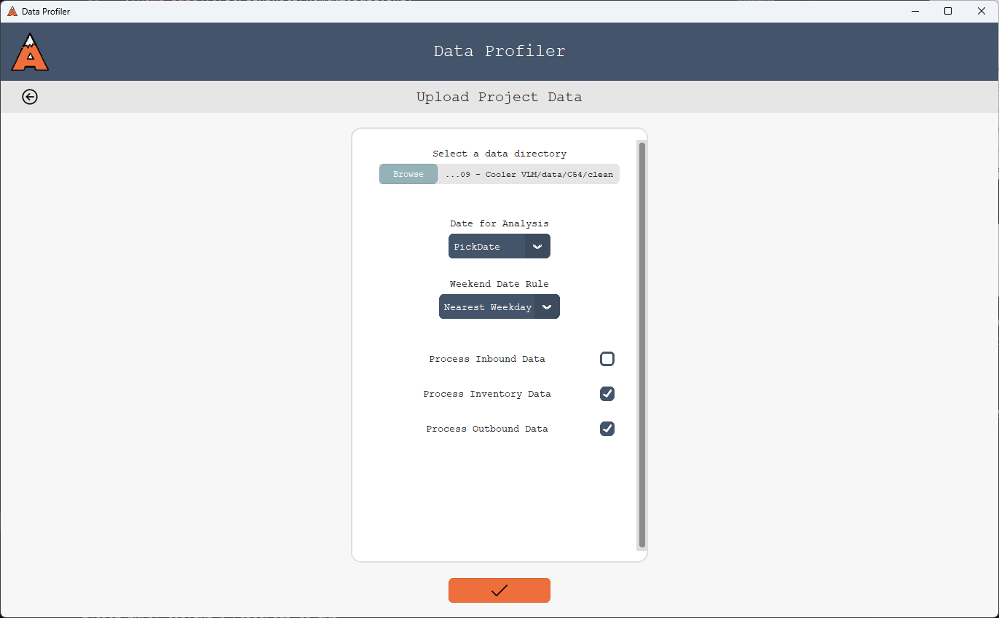 Data Profiler
Data Profiler
Upload Project Data
Select a data directory
Browse ...09 - Cooler VLM/data/C54/clean
Date for Analysis
PickDate
Weekend Date Rule
Nearest Weekday
Process Inbound Data
Process Inventory Data
Process Outbound Data